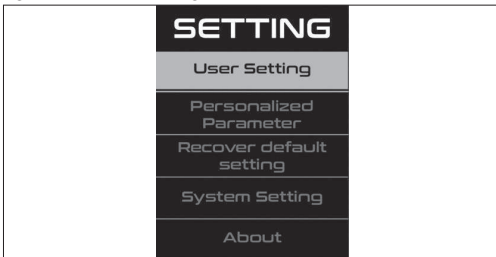 SETTING
User Setting
Personalized
Parameter
Recover default
setting
System Setting
About